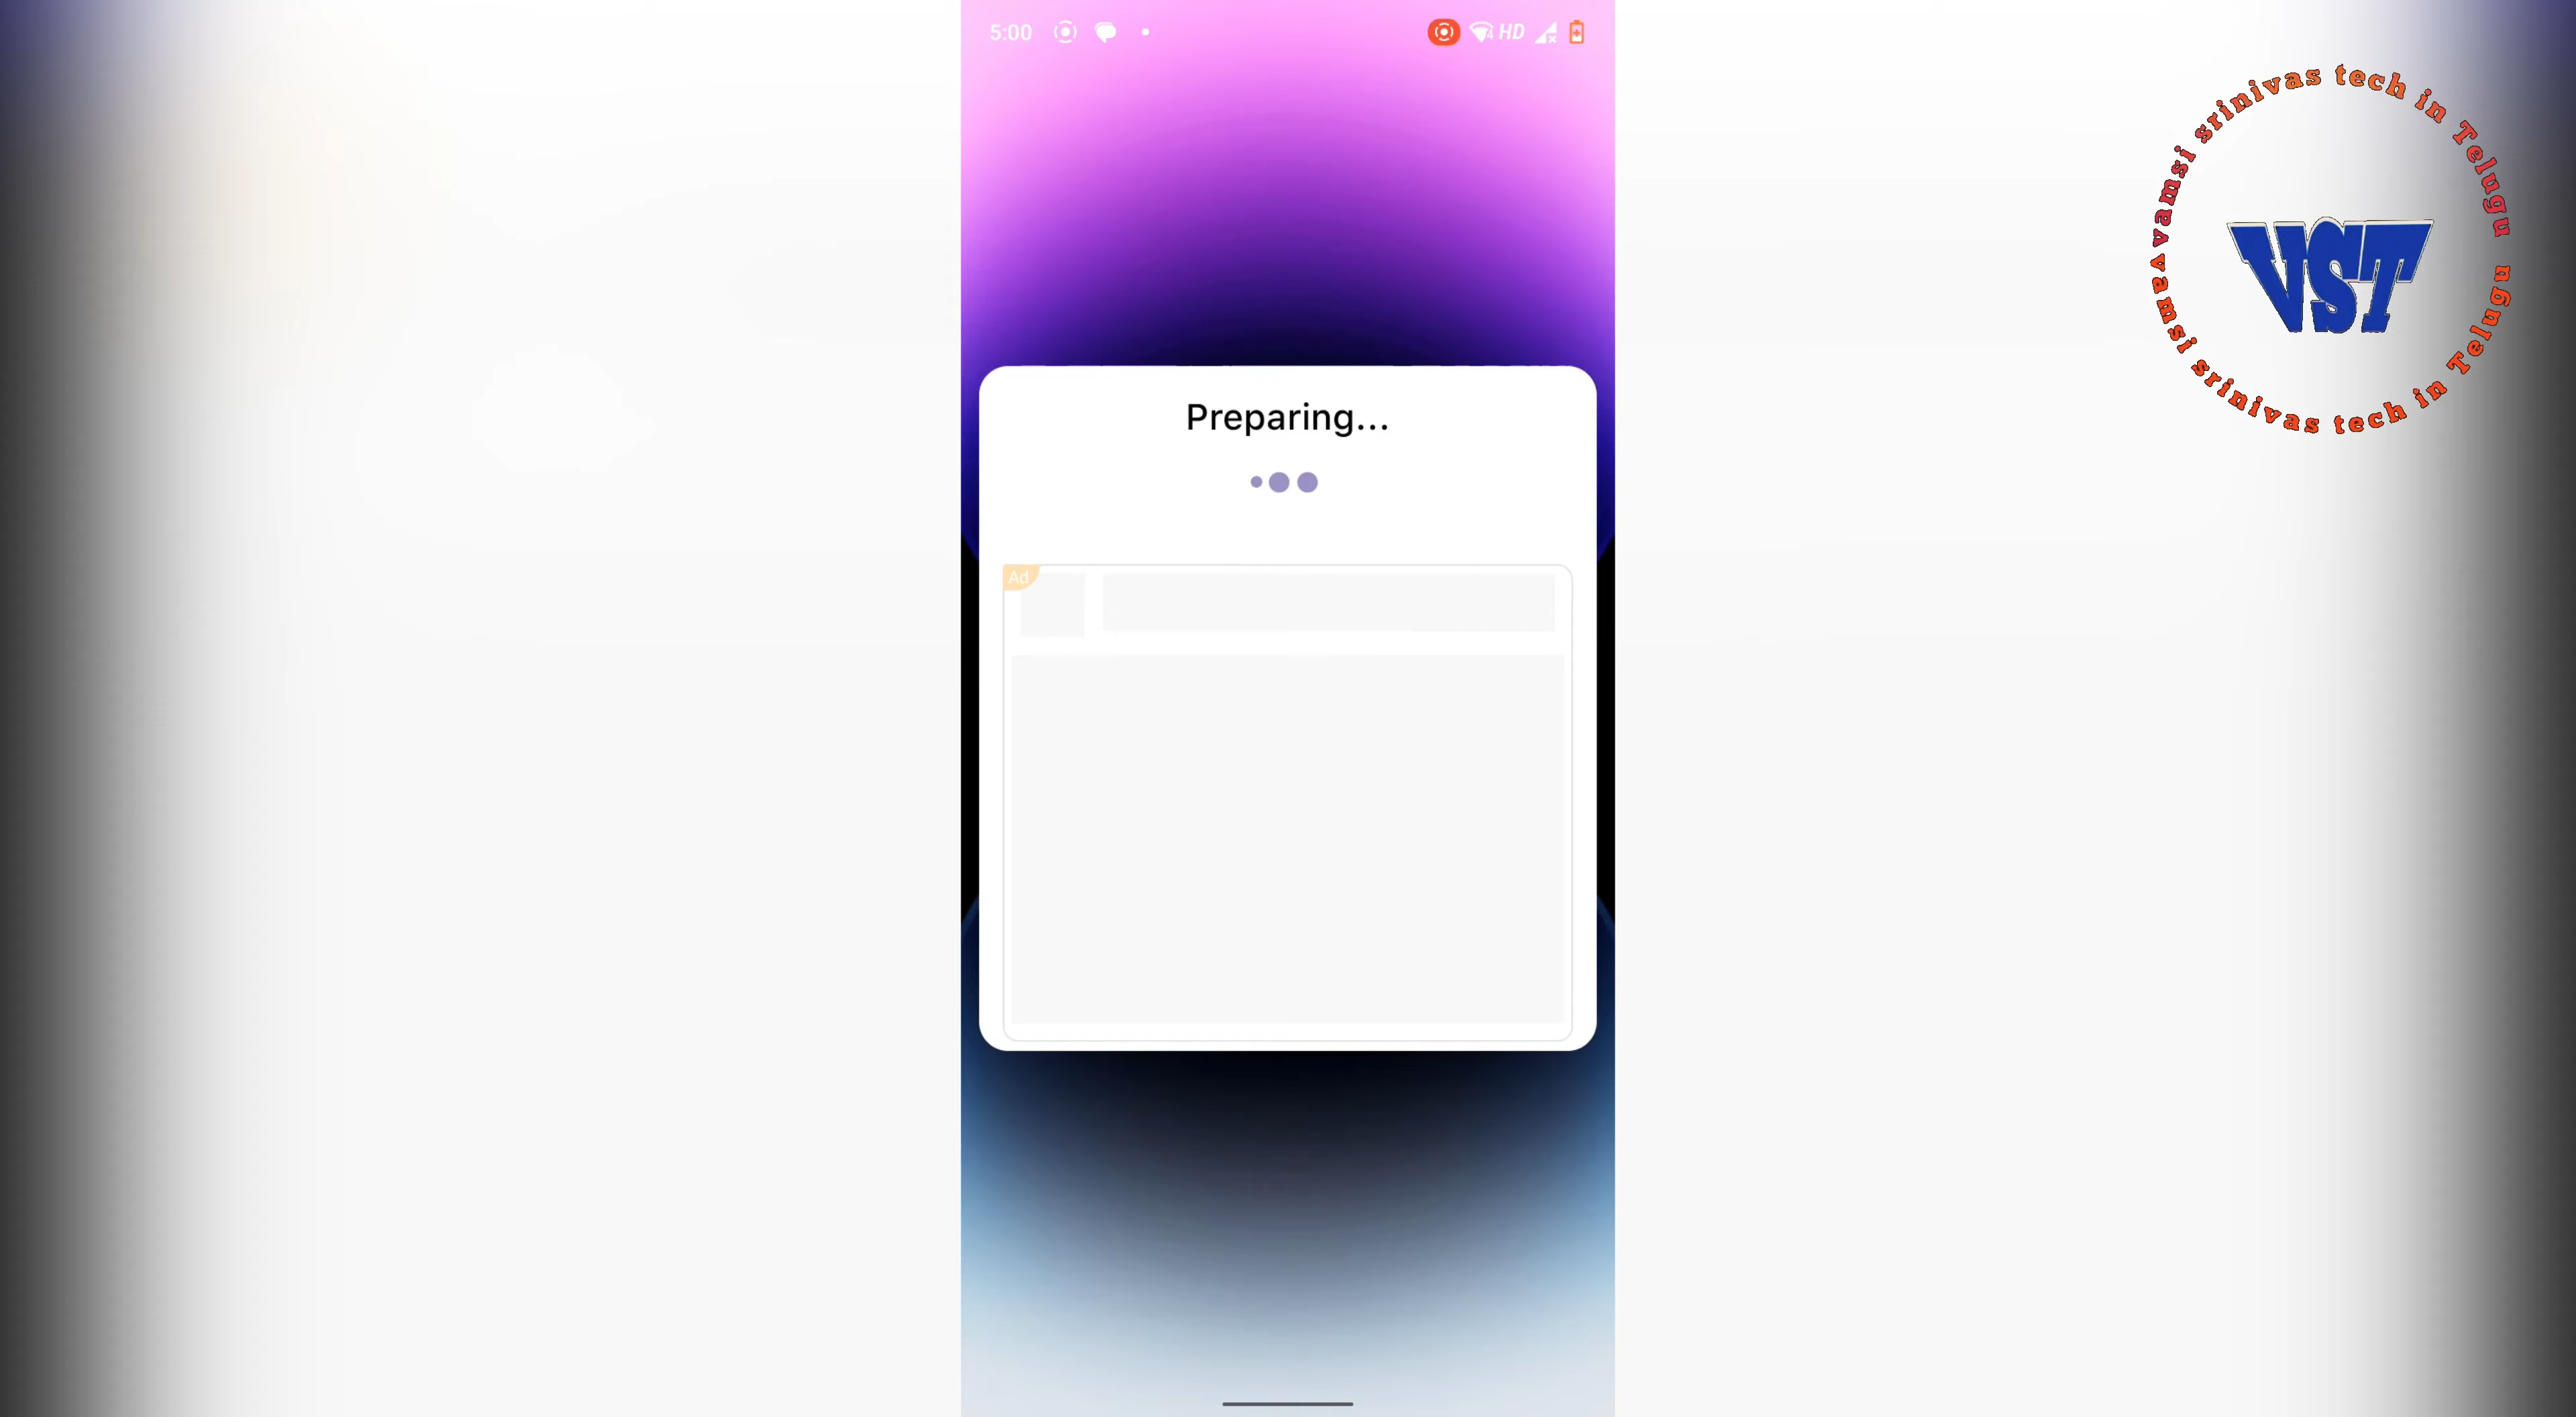 5:00
HD
Preparing...
Ad
vamsi srinivas tech in Telugu
VST
vamsi srinivas tech in Telugu